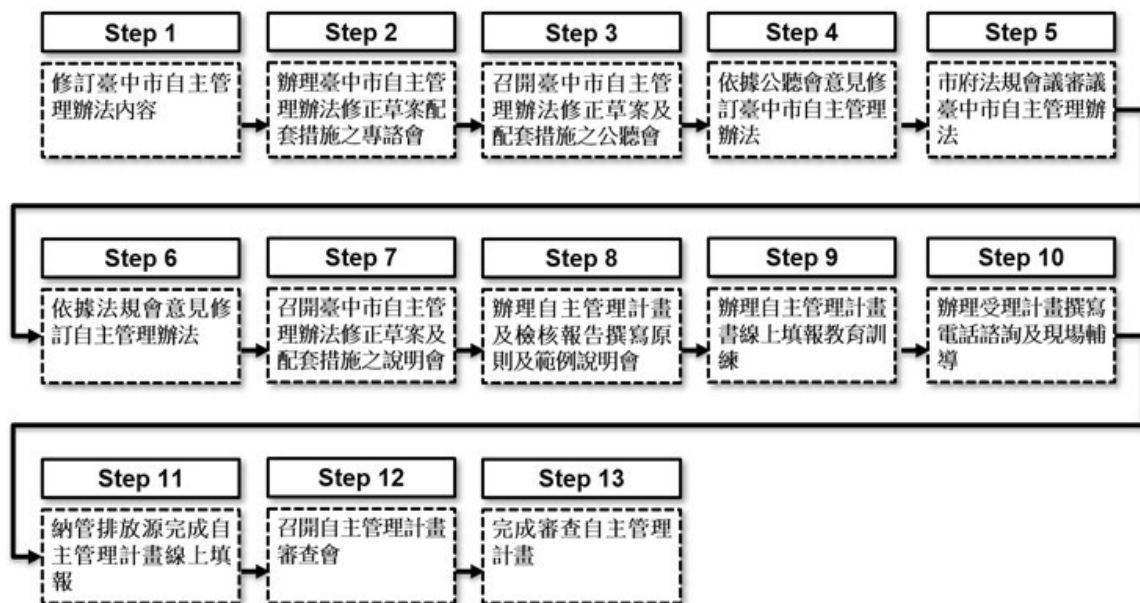 Step 1
修訂臺中市自主管
理辦法內容
Step 2
辦理臺中市自主管
理辦法修正草案配
套措施之專諮會
Step 3
召開臺中市自主管
理辦法修正草案及
配套措施之公聽會
Step 4
依據公聽會意見修
訂臺中市自主管理
辦法
Step 5
市府法規會議審議
臺中市自主管理辦
法
Step 6
依據法規會意見修
訂自主管理辦法
Step 7
召開臺中市自主管
理辦法修正草案及
配套措施之說明會
Step 8
辦理自主管理計畫
及檢核報告撰寫原
則及範例說明會
Step 9
辦理自主管理計畫
書線上填報教育訓
練
Step 10
辦理受理計畫撰寫
電話諮詢及現場輔
導
Step 11
納管排放源完成自
主管理計畫線上填
報
Step 12
召開自主管理計畫
審查會
Step 13
完成審查自主管理
計畫